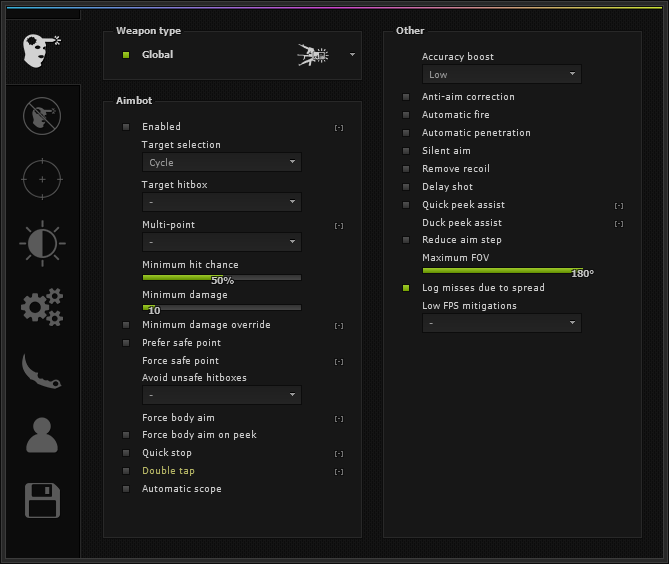 Weapon type
Global
Aimbot
Enabled [-]
Target selection
Cycle
Target hitbox
-
Multi-point [-]
-
Minimum hit chance
50%
Minimum damage
10
Minimum damage override [-]
Prefer safe point
Force safe point [-]
Avoid unsafe hitboxes
-
Force body aim [-]
Force body aim on peek
Quick stop [-]
Double tap [-]
Automatic scope
Other
Accuracy boost
Low
Anti-aim correction
Automatic fire
Automatic penetration
Silent aim
Remove recoil
Delay shot
Quick peek assist [-]
Duck peek assist [-]
Reduce aim step
Maximum FOV
180°
Log misses due to spread
Low FPS mitigations
-